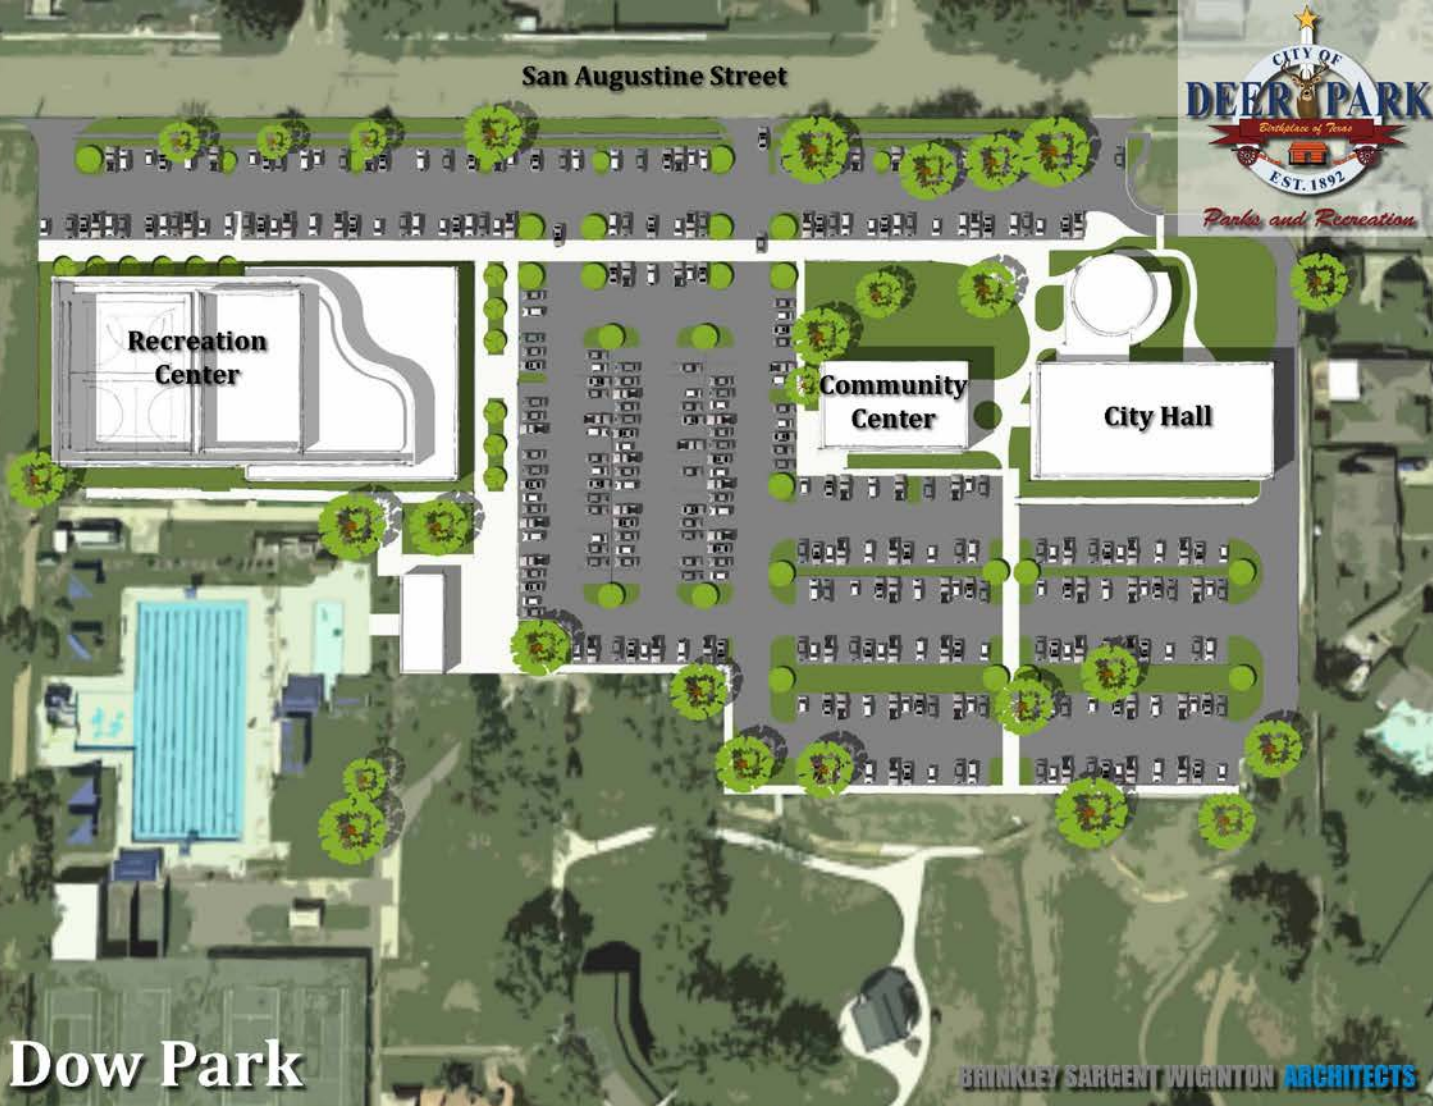 San Augustine Street
CITY OF
DEER PARK
Birthplace of Texas
EST. 1892
Parks and Recreation
Recreation
Center
Community
Center
City Hall
Dow Park
BRINKLEY SARGENT WIGINTON ARCHITECTS